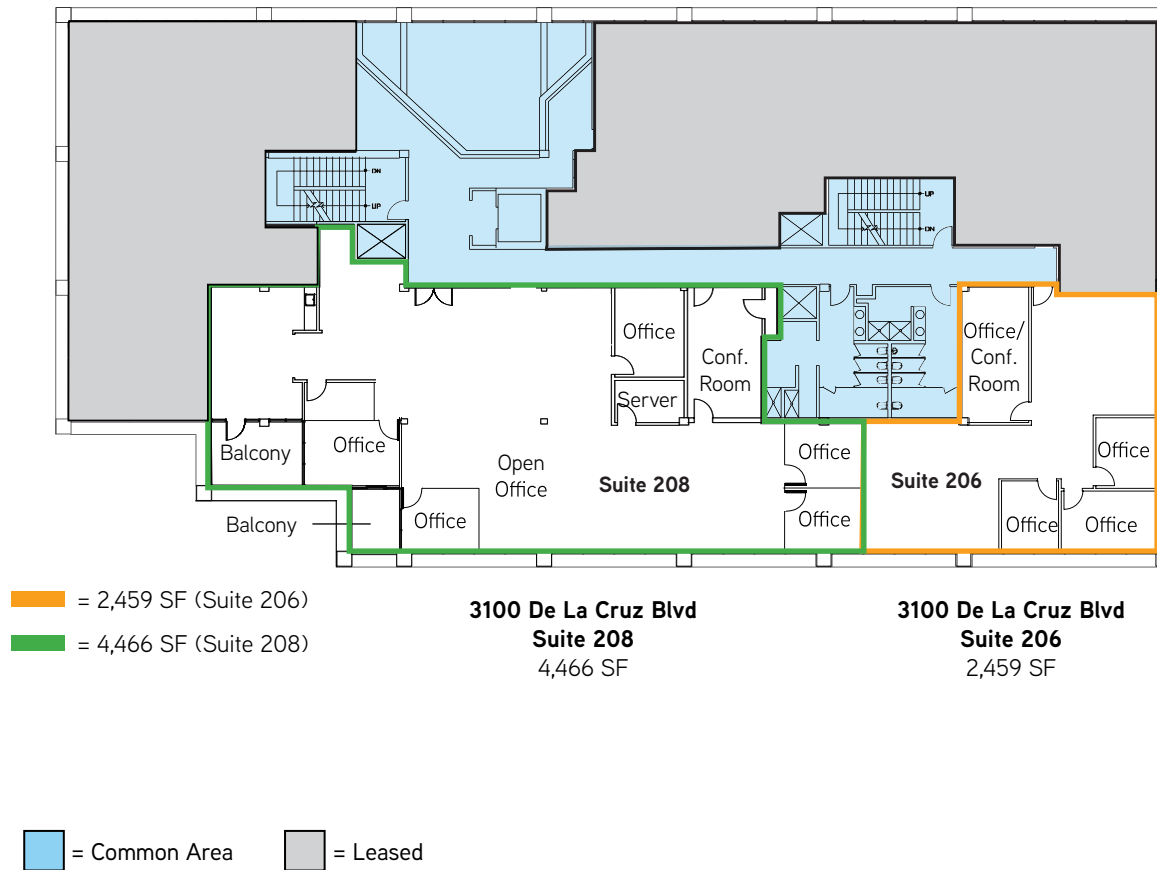 DN
UP
UP
DN
Office
Conf.
Room
Office/
Conf.
Room
Server
Balcony
Office
Open
Office
Suite 208
Office
Suite 206
Office
Balcony
Office
Office
Office
Office
= 2,459 SF (Suite 206)
= 4,466 SF (Suite 208)
3100 De La Cruz Blvd
Suite 208
4,466 SF
3100 De La Cruz Blvd
Suite 206
2,459 SF
= Common Area
= Leased